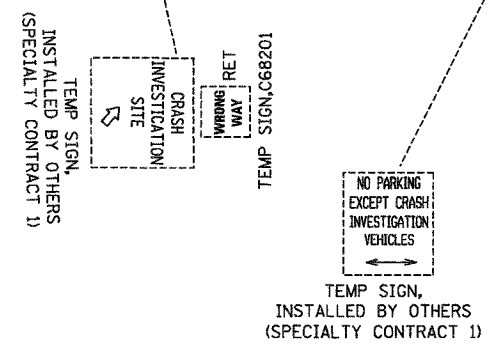 TEMP SIGN,
INSTALLED BY OTHERS
(SPECIALTY CONTRACT 1)
CRASH
INVESTIGATION
SITE
WRONG
WAY
RET
TEMP SIGN,C68201
NO PARKING
EXCEPT CRASH
INVESTIGATION
VEHICLES
TEMP SIGN,
INSTALLED BY OTHERS
(SPECIALTY CONTRACT 1)